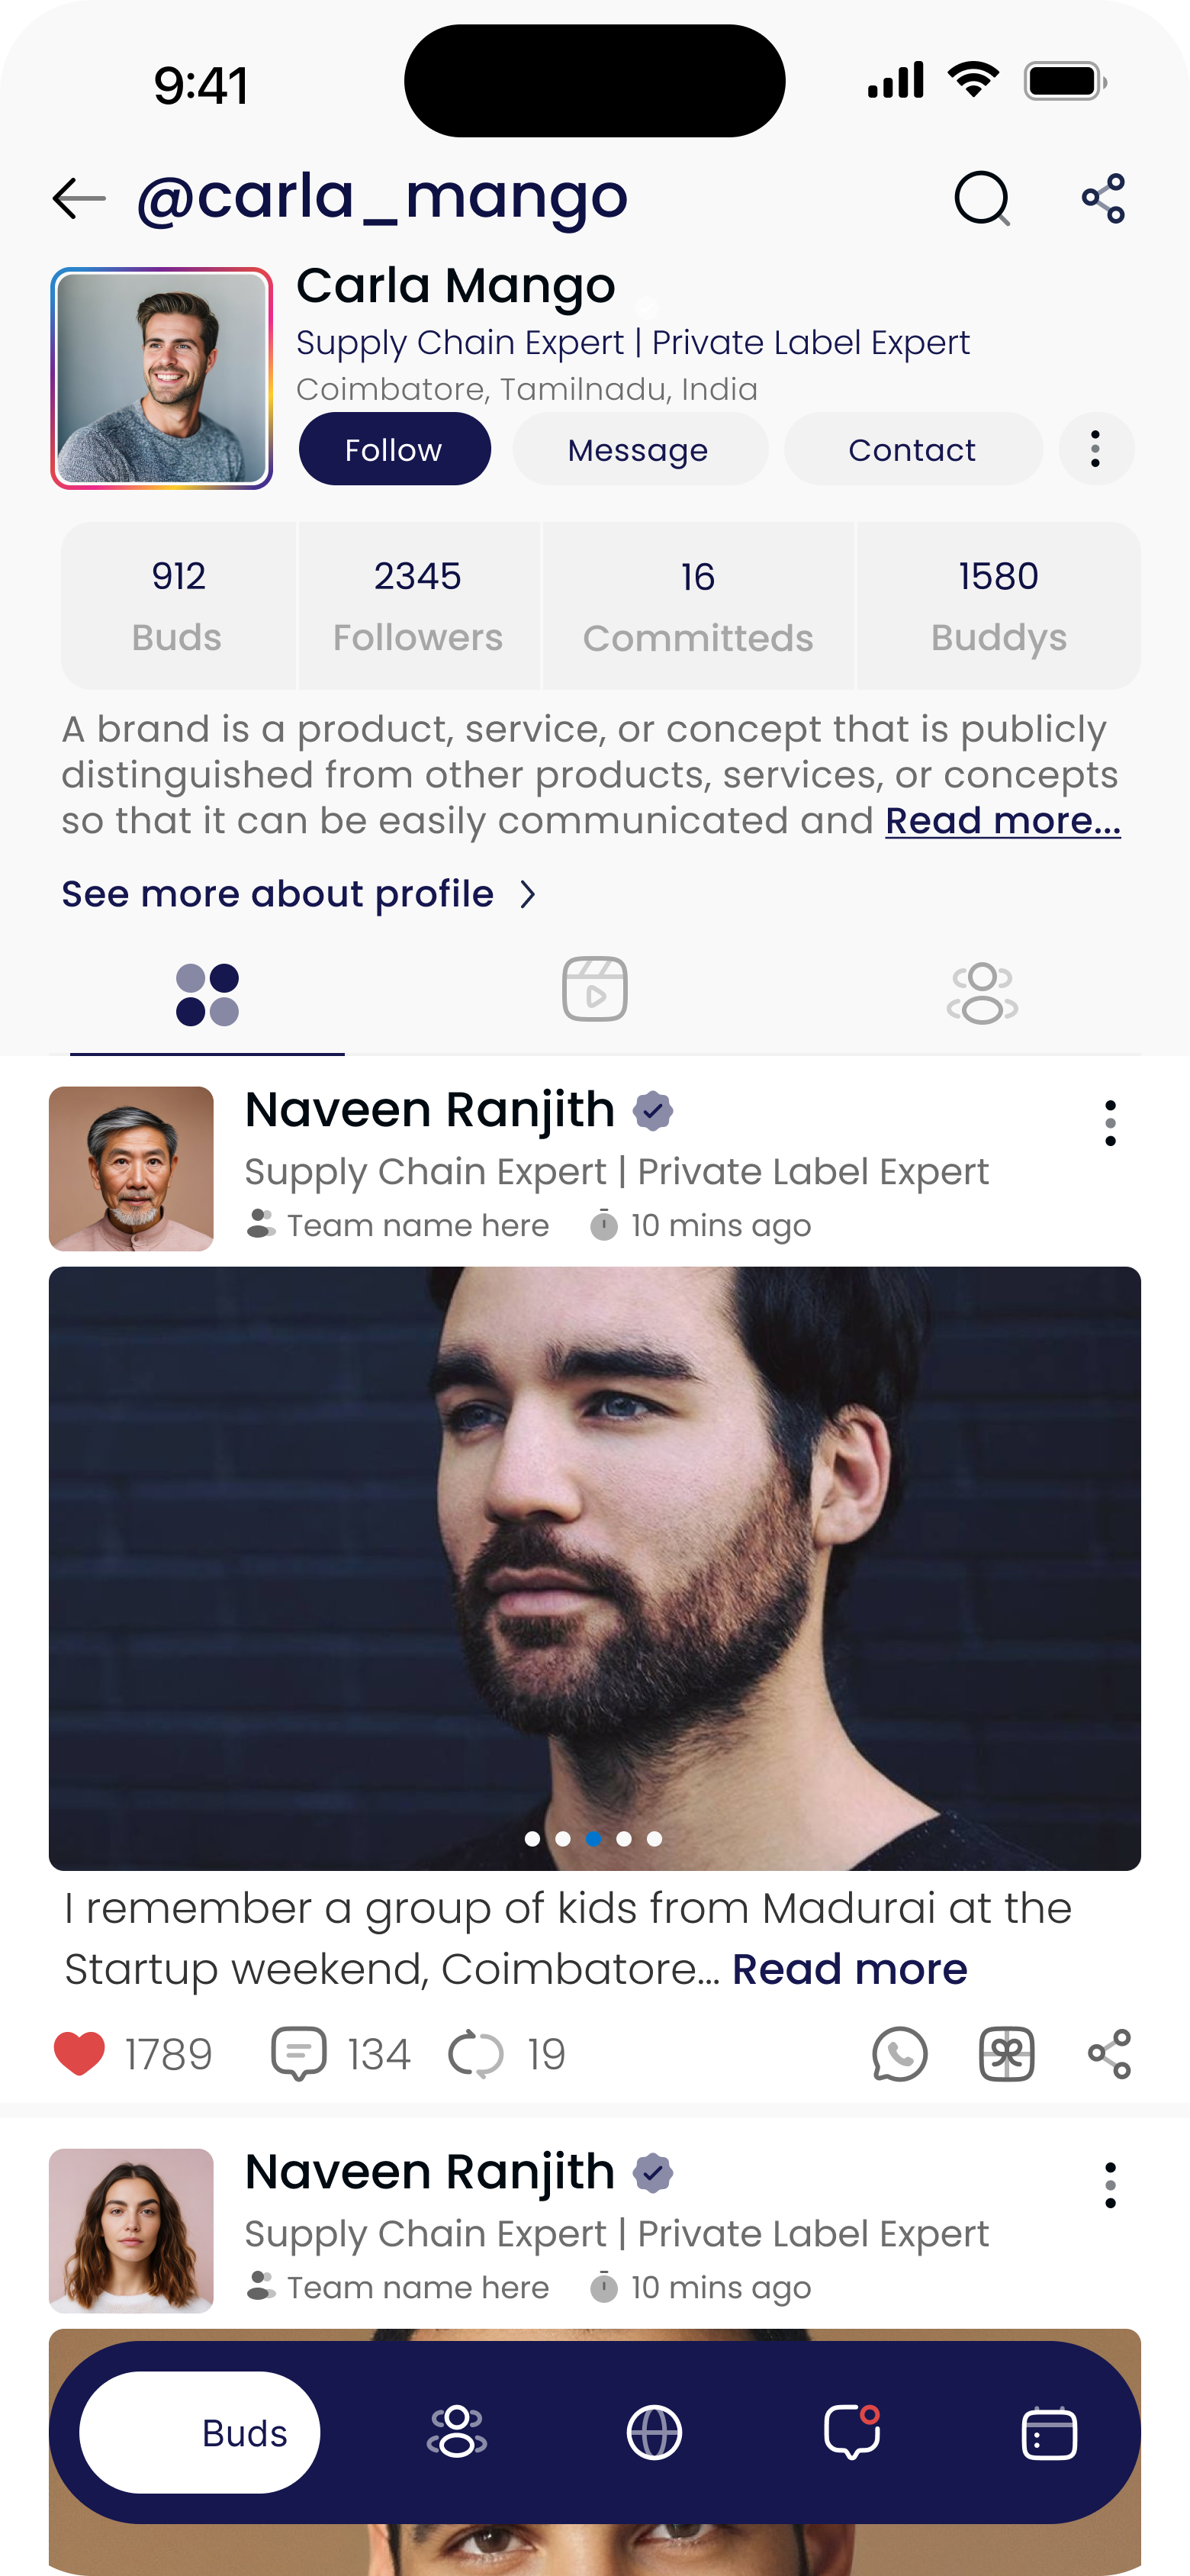 9:41
@carla_mango
Carla Mango
Supply Chain Expert | Private Label Expert
Coimbatore, Tamilnadu, India
Follow Message Contact
912 2345 16 1580
Buds Followers Committeds Buddys
A brand is a product, service, or concept that is publicly
distinguished from other products, services, or concepts
so that it can be easily communicated and Read more...
See more about profile
Naveen Ranjith
Supply Chain Expert | Private Label Expert
Team name here 10 mins ago
I remember a group of kids from Madurai at the
Startup weekend, Coimbatore... Read more
1789 134 19
Naveen Ranjith
Supply Chain Expert | Private Label Expert
Team name here 10 mins ago
Buds